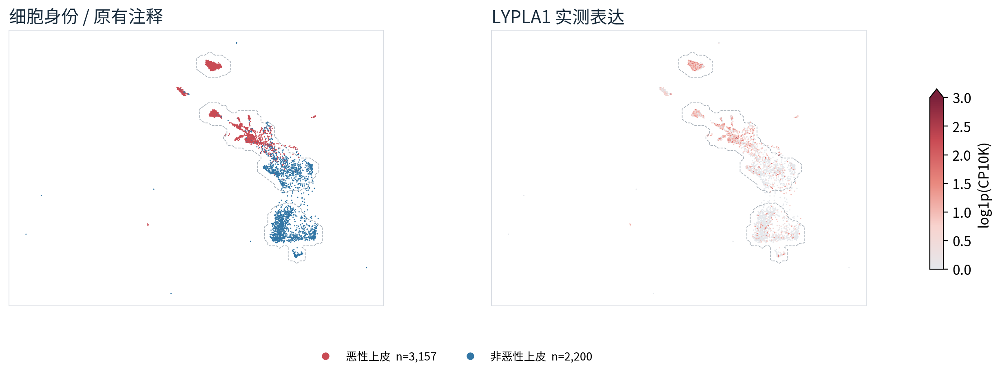 细胞身份 / 原有注释
LYPLA1 实测表达
3.0
2.5
2.0
1.5
1.0
0.5
0.0
log1p(CP10K)
恶性上皮 n=3,157
非恶性上皮 n=2,200